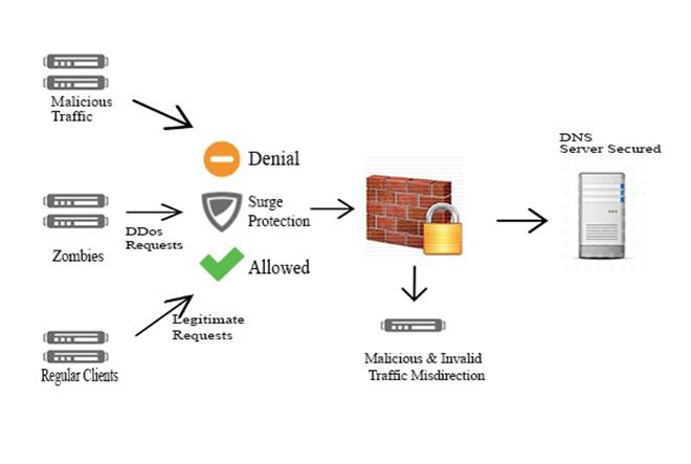 Malicious
Traffic
Denial
DNS
Server Secured
Surge
Protection
DDos
Requests
Zombies
Allowed
Legitimate
Requests
Regular Clients
Malicious & Invalid
Traffic Misdirection